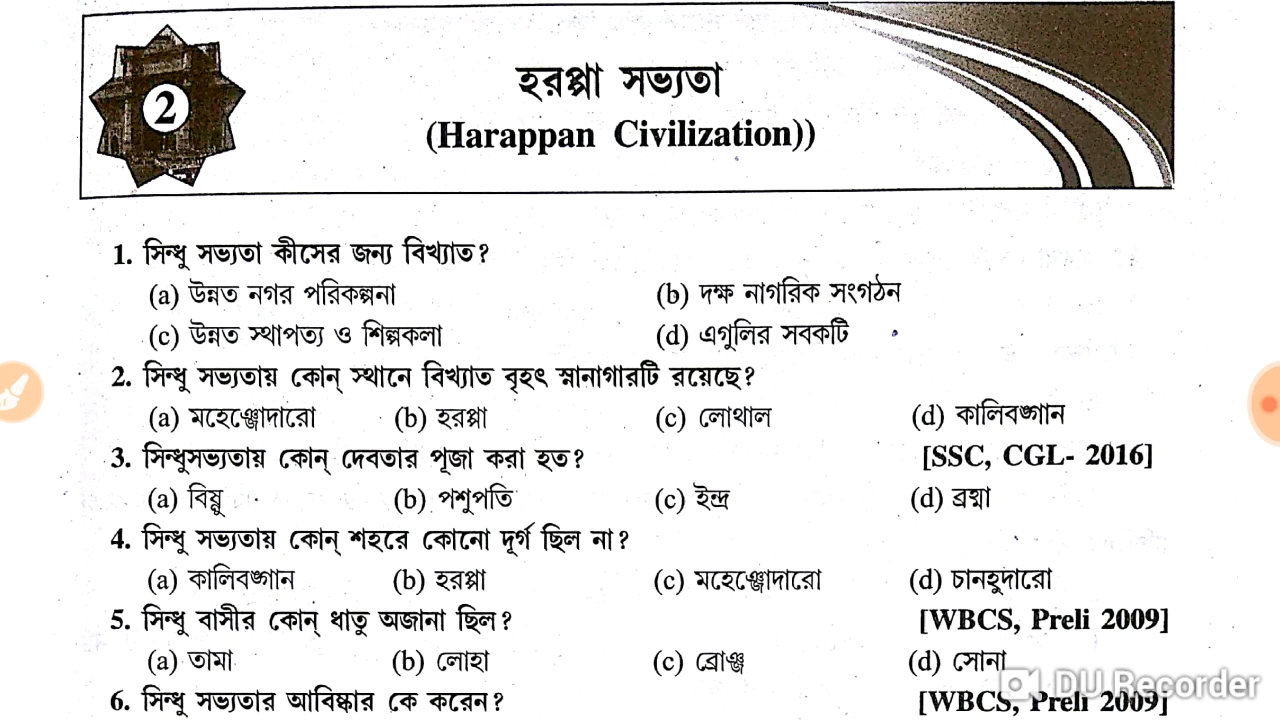 2
হরপ্পা সভ্যতা
(Harappan Civilization))
1. সিন্ধু সভ্যতা কীসের জন্য বিখ্যাত?
(a) উন্নত নগর পরিকল্পনা (b) দক্ষ নাগরিক সংগঠন
(c) উন্নত স্থাপত্য ও শিল্পকলা (d) এগুলির সবকটি
2. সিন্ধু সভ্যতায় কোন্ স্থানে বিখ্যাত বৃহৎ স্নানাগারটি রয়েছে?
(a) মহেঞ্জোদারো (b) হরপ্পা (c) লোথাল (d) কালিবঙ্গান
3. সিন্ধুসভ্যতায় কোন্ দেবতার পূজা করা হত? [SSC, CGL- 2016]
(a) বিষ্ণু (b) পশুপতি (c) ইন্দ্র (d) ব্রহ্মা
4. সিন্ধু সভ্যতায় কোন্ শহরে কোনো দূর্গ ছিল না?
(a) কালিবঙ্গান (b) হরপ্পা (c) মহেঞ্জোদারো (d) চানহুদারো
5. সিন্ধু বাসীর কোন্ ধাতু অজানা ছিল? [WBCS, Preli 2009]
(a) তামা (b) লোহা (c) ব্রোঞ্জ (d) সোনা
DU Recorder
6. সিন্ধু সভ্যতার আবিষ্কার কে করেন? [WBCS, Preli 2009]